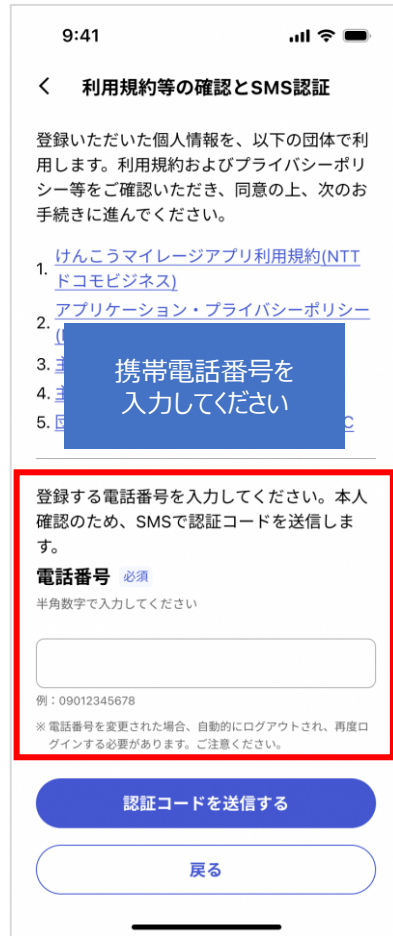 9:41
利用規約等の確認とSMS認証
登録いただいた個人情報を、以下の団体で利
用します。利用規約およびプライバシーポリ
シー等をご確認いただき、同意の上、次のお
手続きに進んでください。
1. けんこうマイレージアプリ利用規約(NTT
ドコモビジネス)
2. アプリケーション・プライバシーポリシー
3.
4.
5.
携帯電話番号を
入力してください
登録する電話番号を入力してください。本人
確認のため、SMSで認証コードを送信しま
す。
電話番号 必須
半角数字で入力してください
例：09012345678
※ 電話番号を変更された場合、自動的にログアウトされ、再度ロ
グインする必要があります。ご注意ください。
認証コードを送信する
戻る